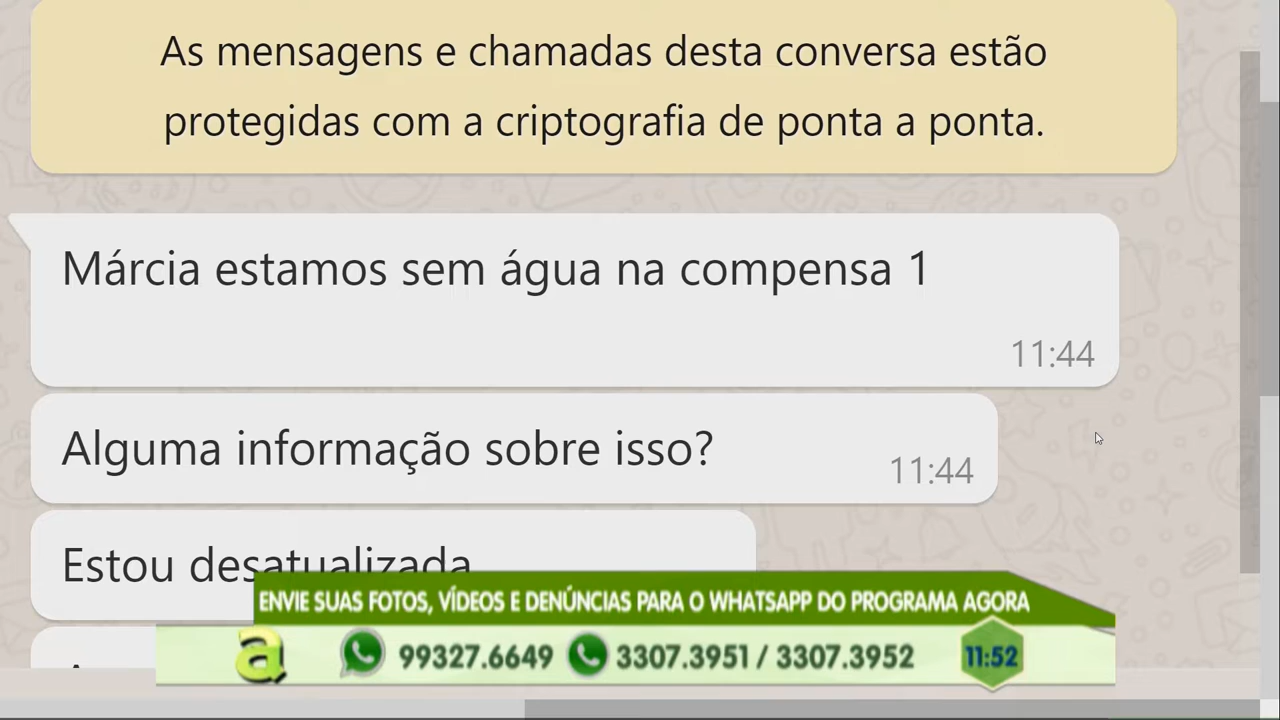 As mensagens e chamadas desta conversa estão
protegidas com a criptografia de ponta a ponta.
Márcia estamos sem água na compensa 1
11:44
Alguma informação sobre isso?
11:44
Estou desatualizada
ENVIE SUAS FOTOS, VÍDEOS E DENÚNCIAS PARA O WHATSAPP DO PROGRAMA AGORA
a 99327.6649 3307.3951 / 3307.3952 11:52